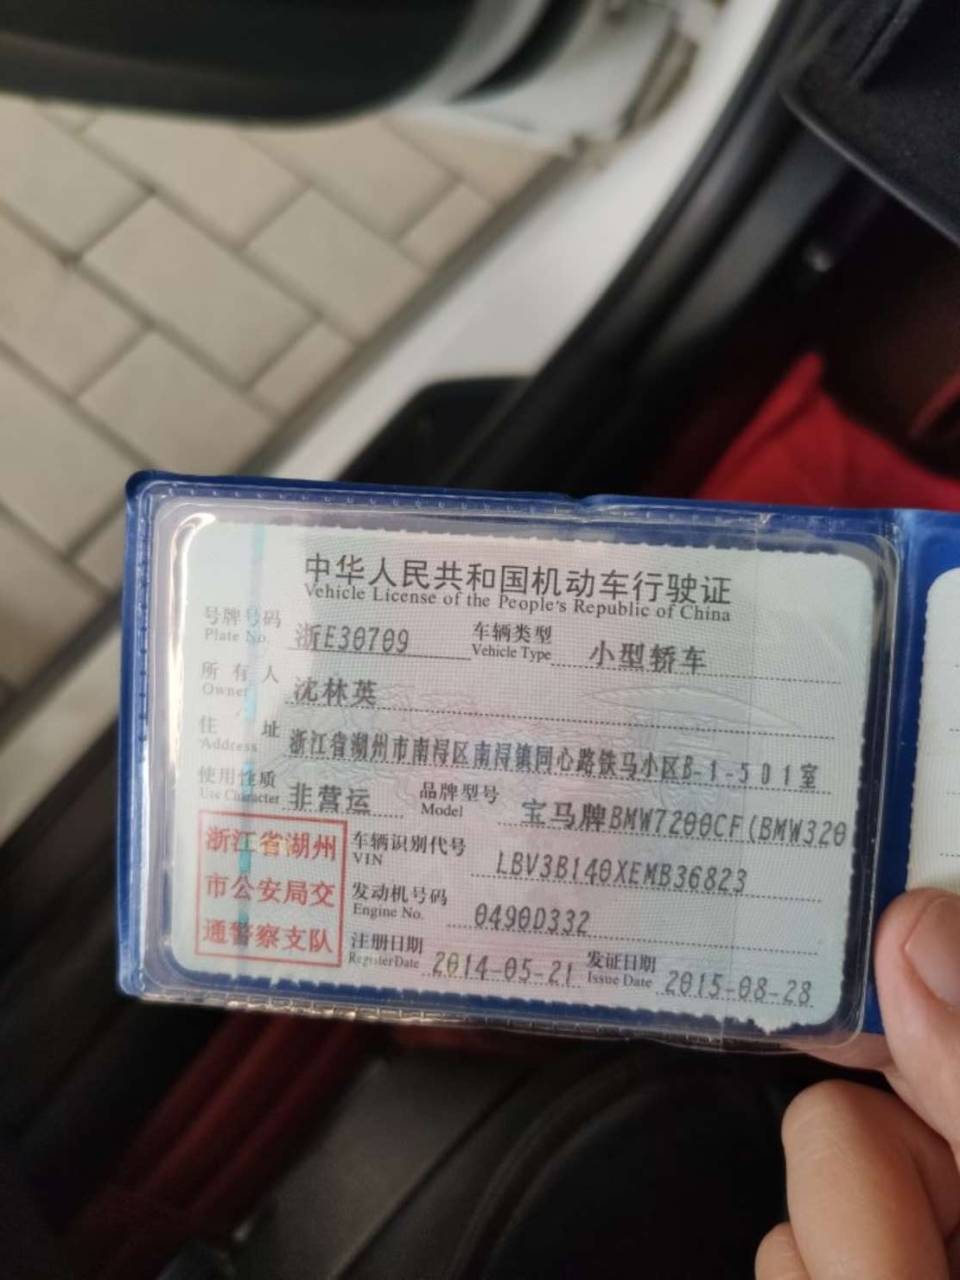 中华人民共和国机动车行驶证
Vehicle License of the People's Republic of China
号牌号码 浙E30709 车辆类型 小型轿车
Plate No. Vehicle Type
所有人 沈林英
Owner
住址 浙江省湖州市南浔区南浔镇同心路铁马小区B-1-501室
Address
使用性质 非营运 品牌型号 宝马牌BMW7200CF(BMW320
Use Character Model
浙江省湖州
市公安局交
通警察支队
车辆识别代号 LBV3B140XEMB36823
VIN
发动机号码 0490D332
Engine No.
注册日期 2014-05-21 发证日期 2015-08-28
Register Date Issue Date